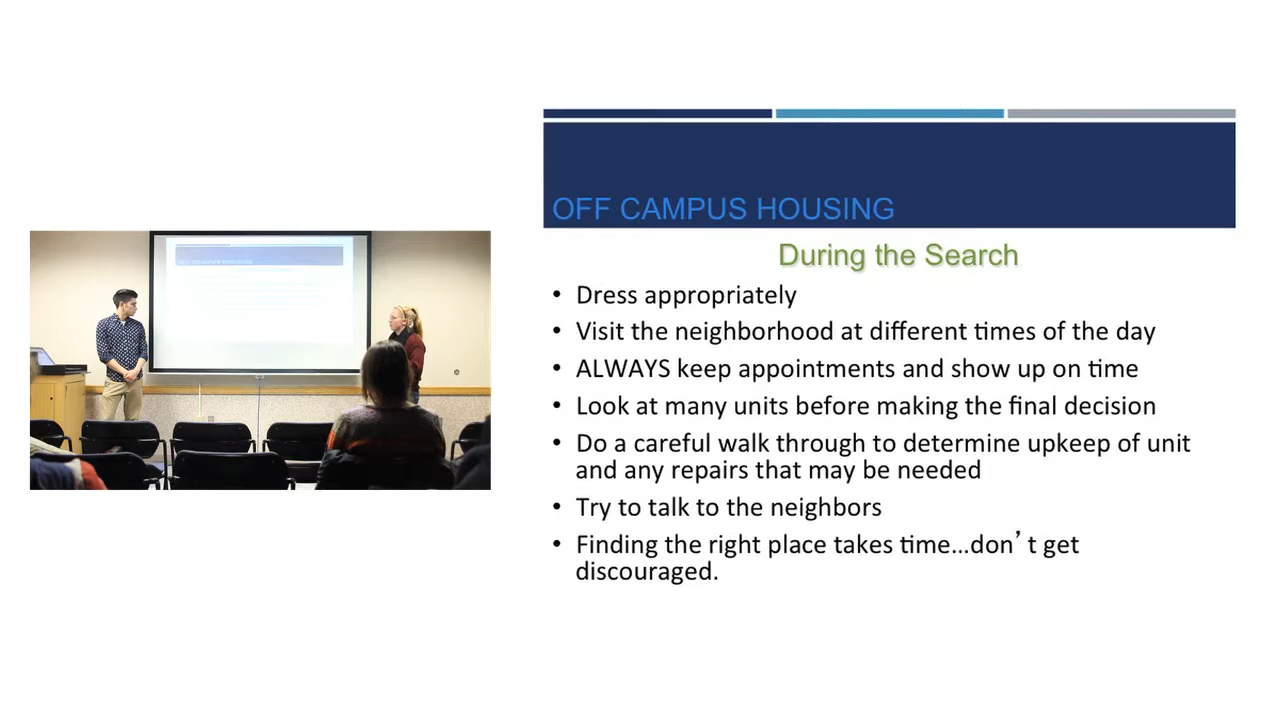 OFF CAMPUS HOUSING
During the Search
• Dress appropriately
• Visit the neighborhood at different times of the day
• ALWAYS keep appointments and show up on time
• Look at many units before making the final decision
• Do a careful walk through to determine upkeep of unit
and any repairs that may be needed
• Try to talk to the neighbors
• Finding the right place takes time...don’t get
discouraged.